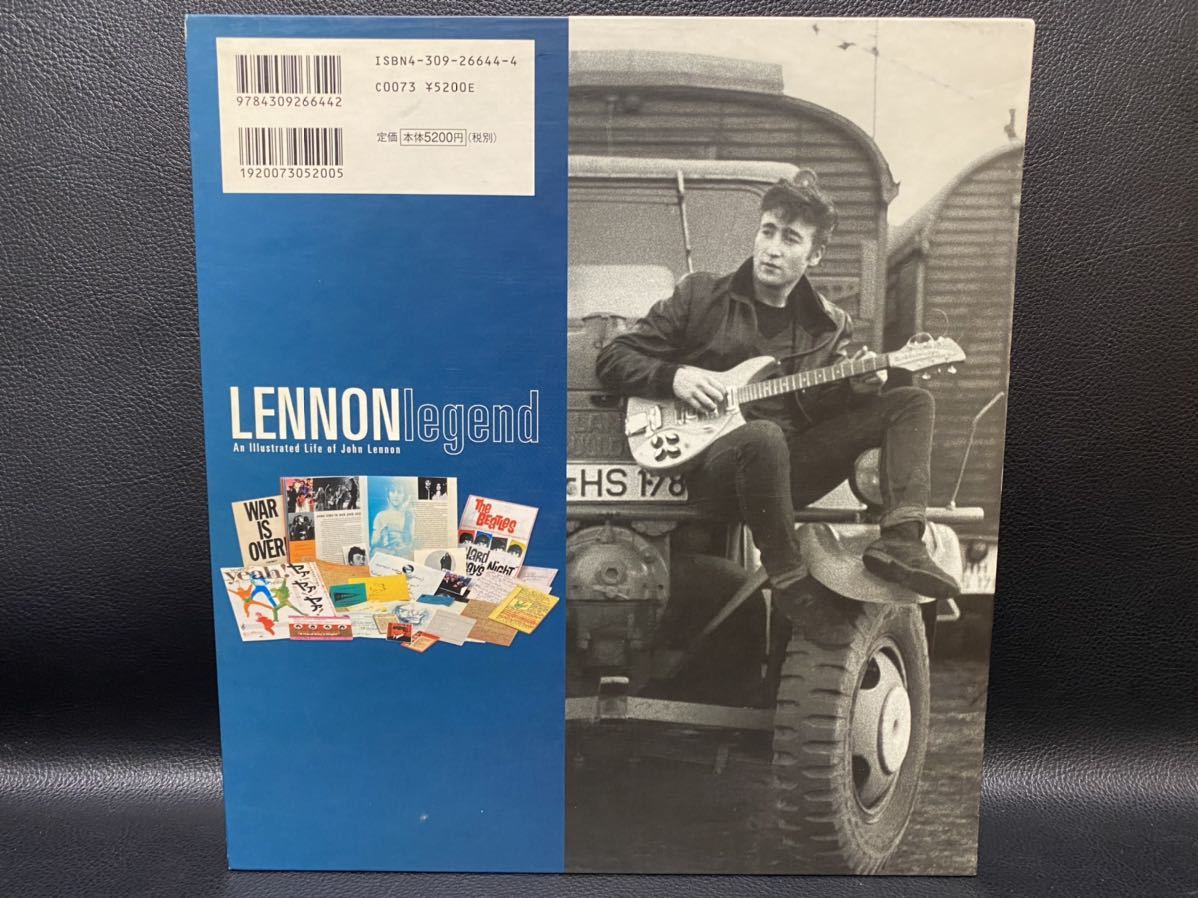 ISBN4-309-26644-4
C0073 ¥5200E
9784309266442
定価 本体5200円(税別)
1920073052005
LENNONlegend
An Illustrated Life of John Lennon
WAR
IS
OVER!
The
BEATLES
yeah!
HS 178